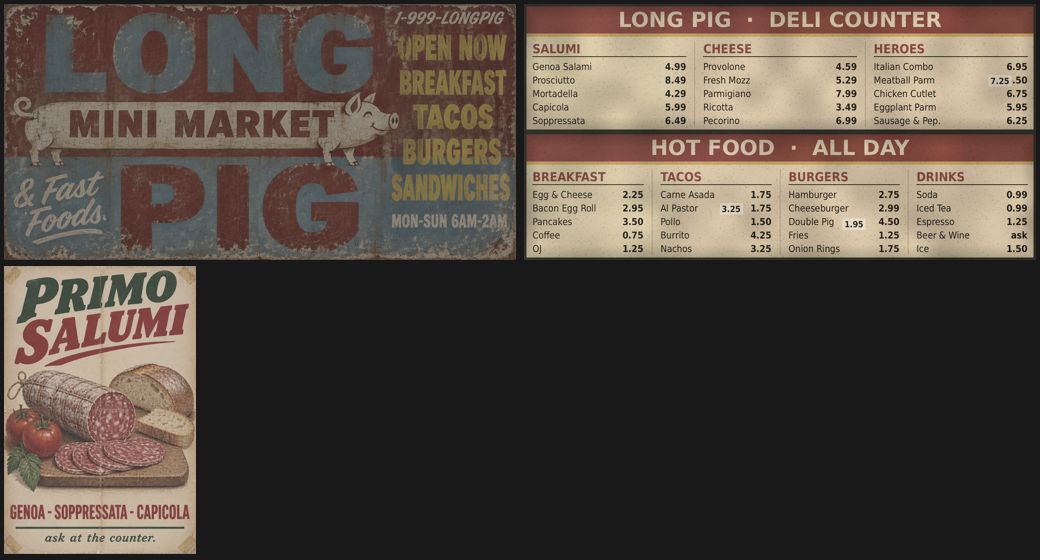 LONG
MINI MARKET
PIG
& Fast
Foods.
1-999-LONGPIG
OPEN NOW
BREAKFAST
TACOS
BURGERS
SANDWICHES
MON-SUN 6AM-2AM
LONG PIG · DELI COUNTER
SALUMI
Genoa Salami 4.99
Prosciutto 8.49
Mortadella 4.29
Capicola 5.99
Soppressata 6.49
CHEESE
Provolone 4.59
Fresh Mozz 5.29
Parmigiano 7.99
Ricotta 3.49
Pecorino 6.99
HEROES
Italian Combo 6.95
Meatball Parm 7.25 .50
Chicken Cutlet 6.75
Eggplant Parm 5.95
Sausage & Pep. 6.25
HOT FOOD · ALL DAY
BREAKFAST
Egg & Cheese 2.25
Bacon Egg Roll 2.95
Pancakes 3.50
Coffee 0.75
OJ 1.25
TACOS
Carne Asada 1.75
Al Pastor 3.25 1.75
Pollo 1.50
Burrito 4.25
Nachos 3.25
BURGERS
Hamburger 2.75
Cheeseburger 2.99
Double Pig 1.95 4.50
Fries 1.25
Onion Rings 1.75
DRINKS
Soda 0.99
Iced Tea 0.99
Espresso 1.25
Beer & Wine ask
Ice 1.50
PRIMO
SALUMI
GENOA - SOPPRESSATA - CAPICOLA
ask at the counter.